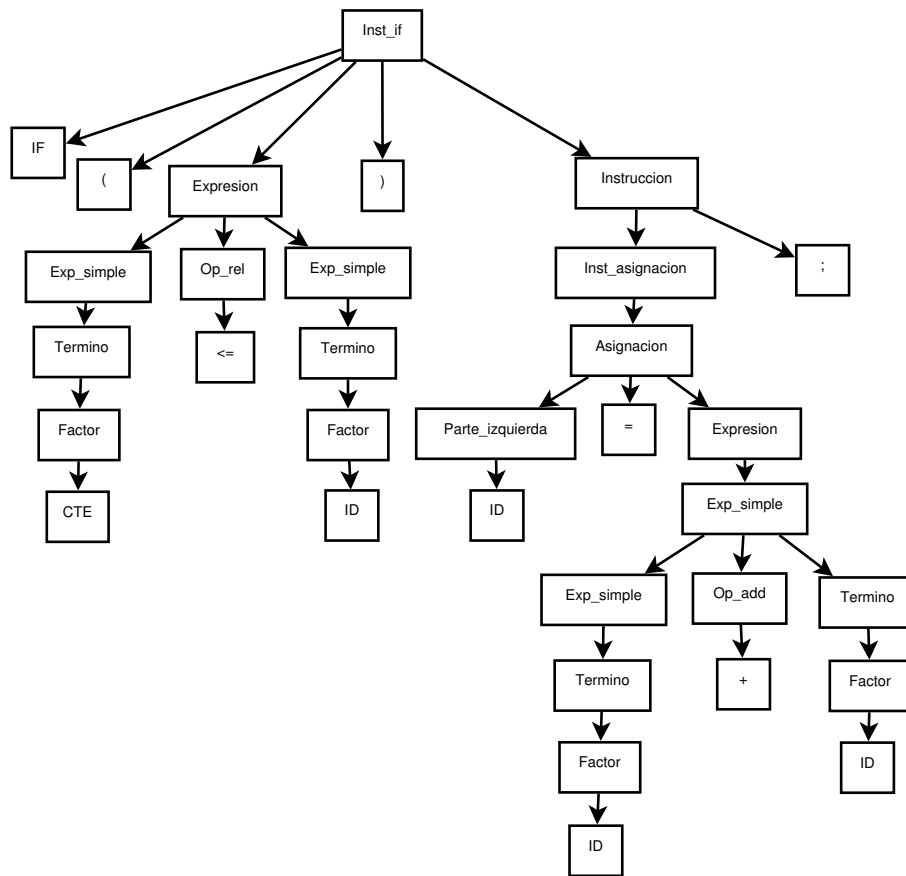 Inst_if
IF
(
Expresion
)
Instruccion
Exp_simple
Op_rel
Exp_simple
Inst_asignacion
;
Termino
<=
Termino
Asignacion
Factor
Factor
Parte_izquierda
=
Expresion
CTE
ID
ID
Exp_simple
Exp_simple
Op_add
Termino
Termino
+
Factor
Factor
ID
ID